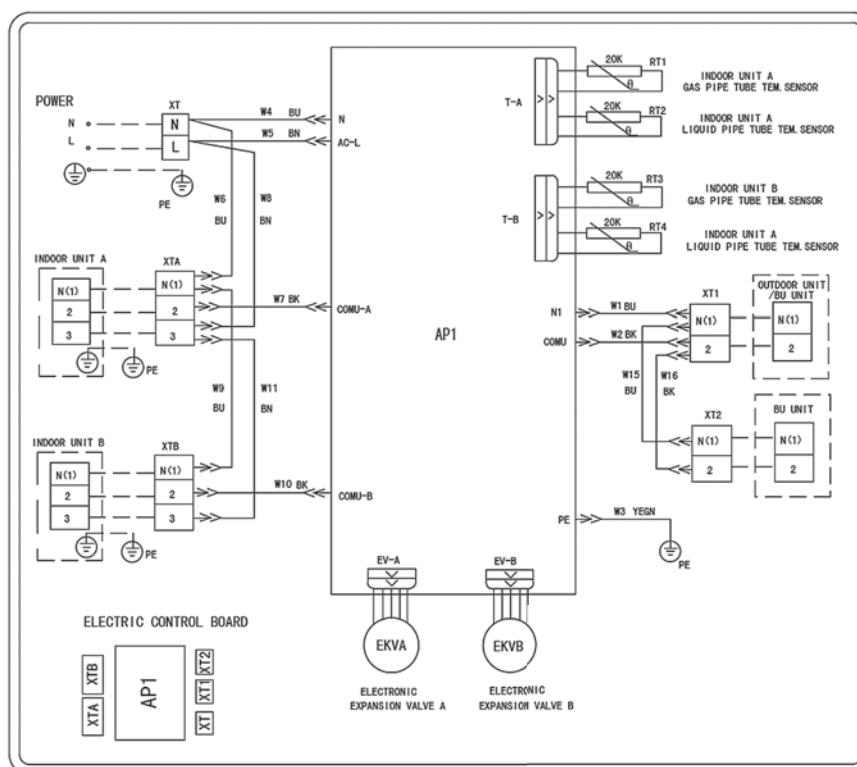 POWER
XT
N
N
L
L
PE
W4 BU
W5 BN
N
AC-L
W6
BU
W8
BN
INDOOR UNIT A
N(1)
2
3
PE
XTA
N(1)
2
3
W7 BK
COMU-A
W9
BU
W11
BN
INDOOR UNIT B
N(1)
2
3
PE
XTB
N(1)
2
3
W10 BK
COMU-B
AP1
T-A
20K
RT1
θ
INDOOR UNIT A
GAS PIPE TUBE TEM. SENSOR
20K
RT2
θ
INDOOR UNIT A
LIQUID PIPE TUBE TEM. SENSOR
T-B
20K
RT3
θ
INDOOR UNIT B
GAS PIPE TUBE TEM. SENSOR
20K
RT4
θ
INDOOR UNIT A
LIQUID PIPE TUBE TEM. SENSOR
N1
COMU
W1 BU
W2 BK
XT1
N(1)
2
OUTDOOR UNIT
/BU UNIT
N(1)
2
W15
BU
W16
BK
XT2
N(1)
2
BU UNIT
N(1)
2
PE
W3 YEGN
PE
EV-A
EKVA
ELECTRONIC
EXPANSION VALVE A
EV-B
EKVB
ELECTRONIC
EXPANSION VALVE B
ELECTRIC CONTROL BOARD
XTB
XTA
AP1
XT2
XT1
XT